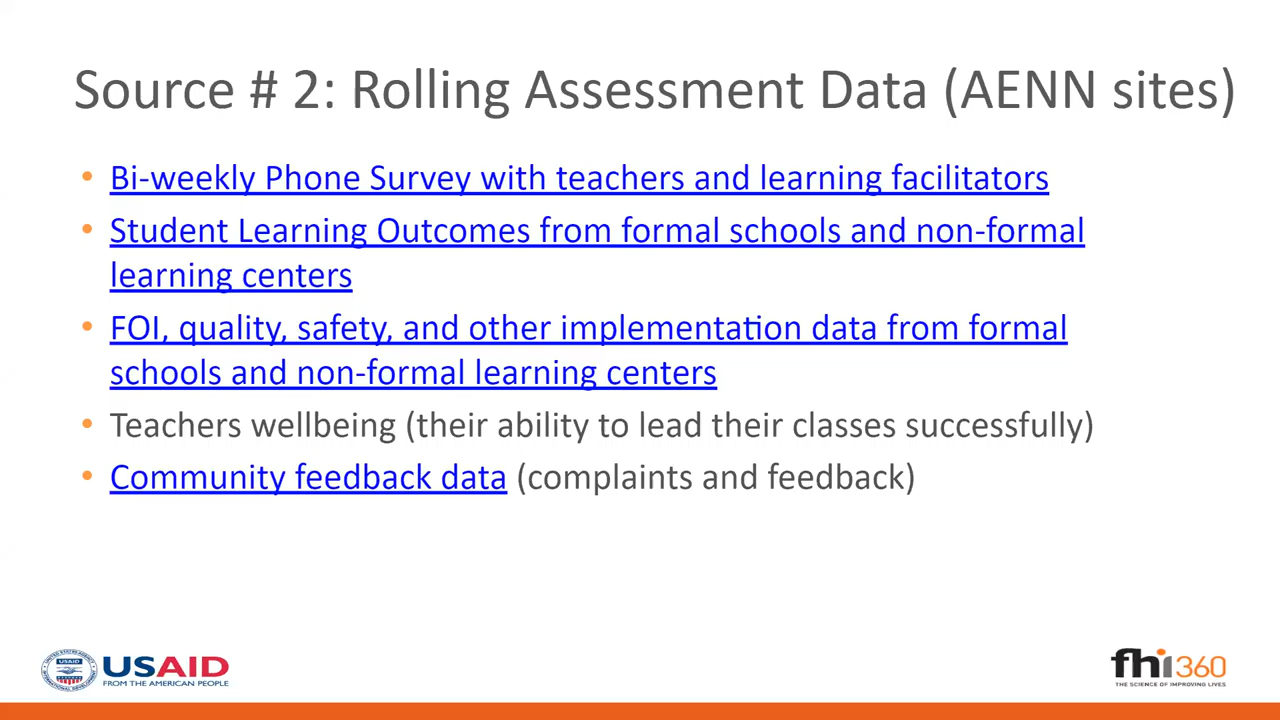 Source # 2: Rolling Assessment Data (AENN sites)
• Bi-weekly Phone Survey with teachers and learning facilitators
• Student Learning Outcomes from formal schools and non-formal
learning centers
• FOI, quality, safety, and other implementation data from formal
schools and non-formal learning centers
• Teachers wellbeing (their ability to lead their classes successfully)
• Community feedback data (complaints and feedback)
USAID
USAID
FROM THE AMERICAN PEOPLE
fhi360
THE SCIENCE OF IMPROVING LIVES